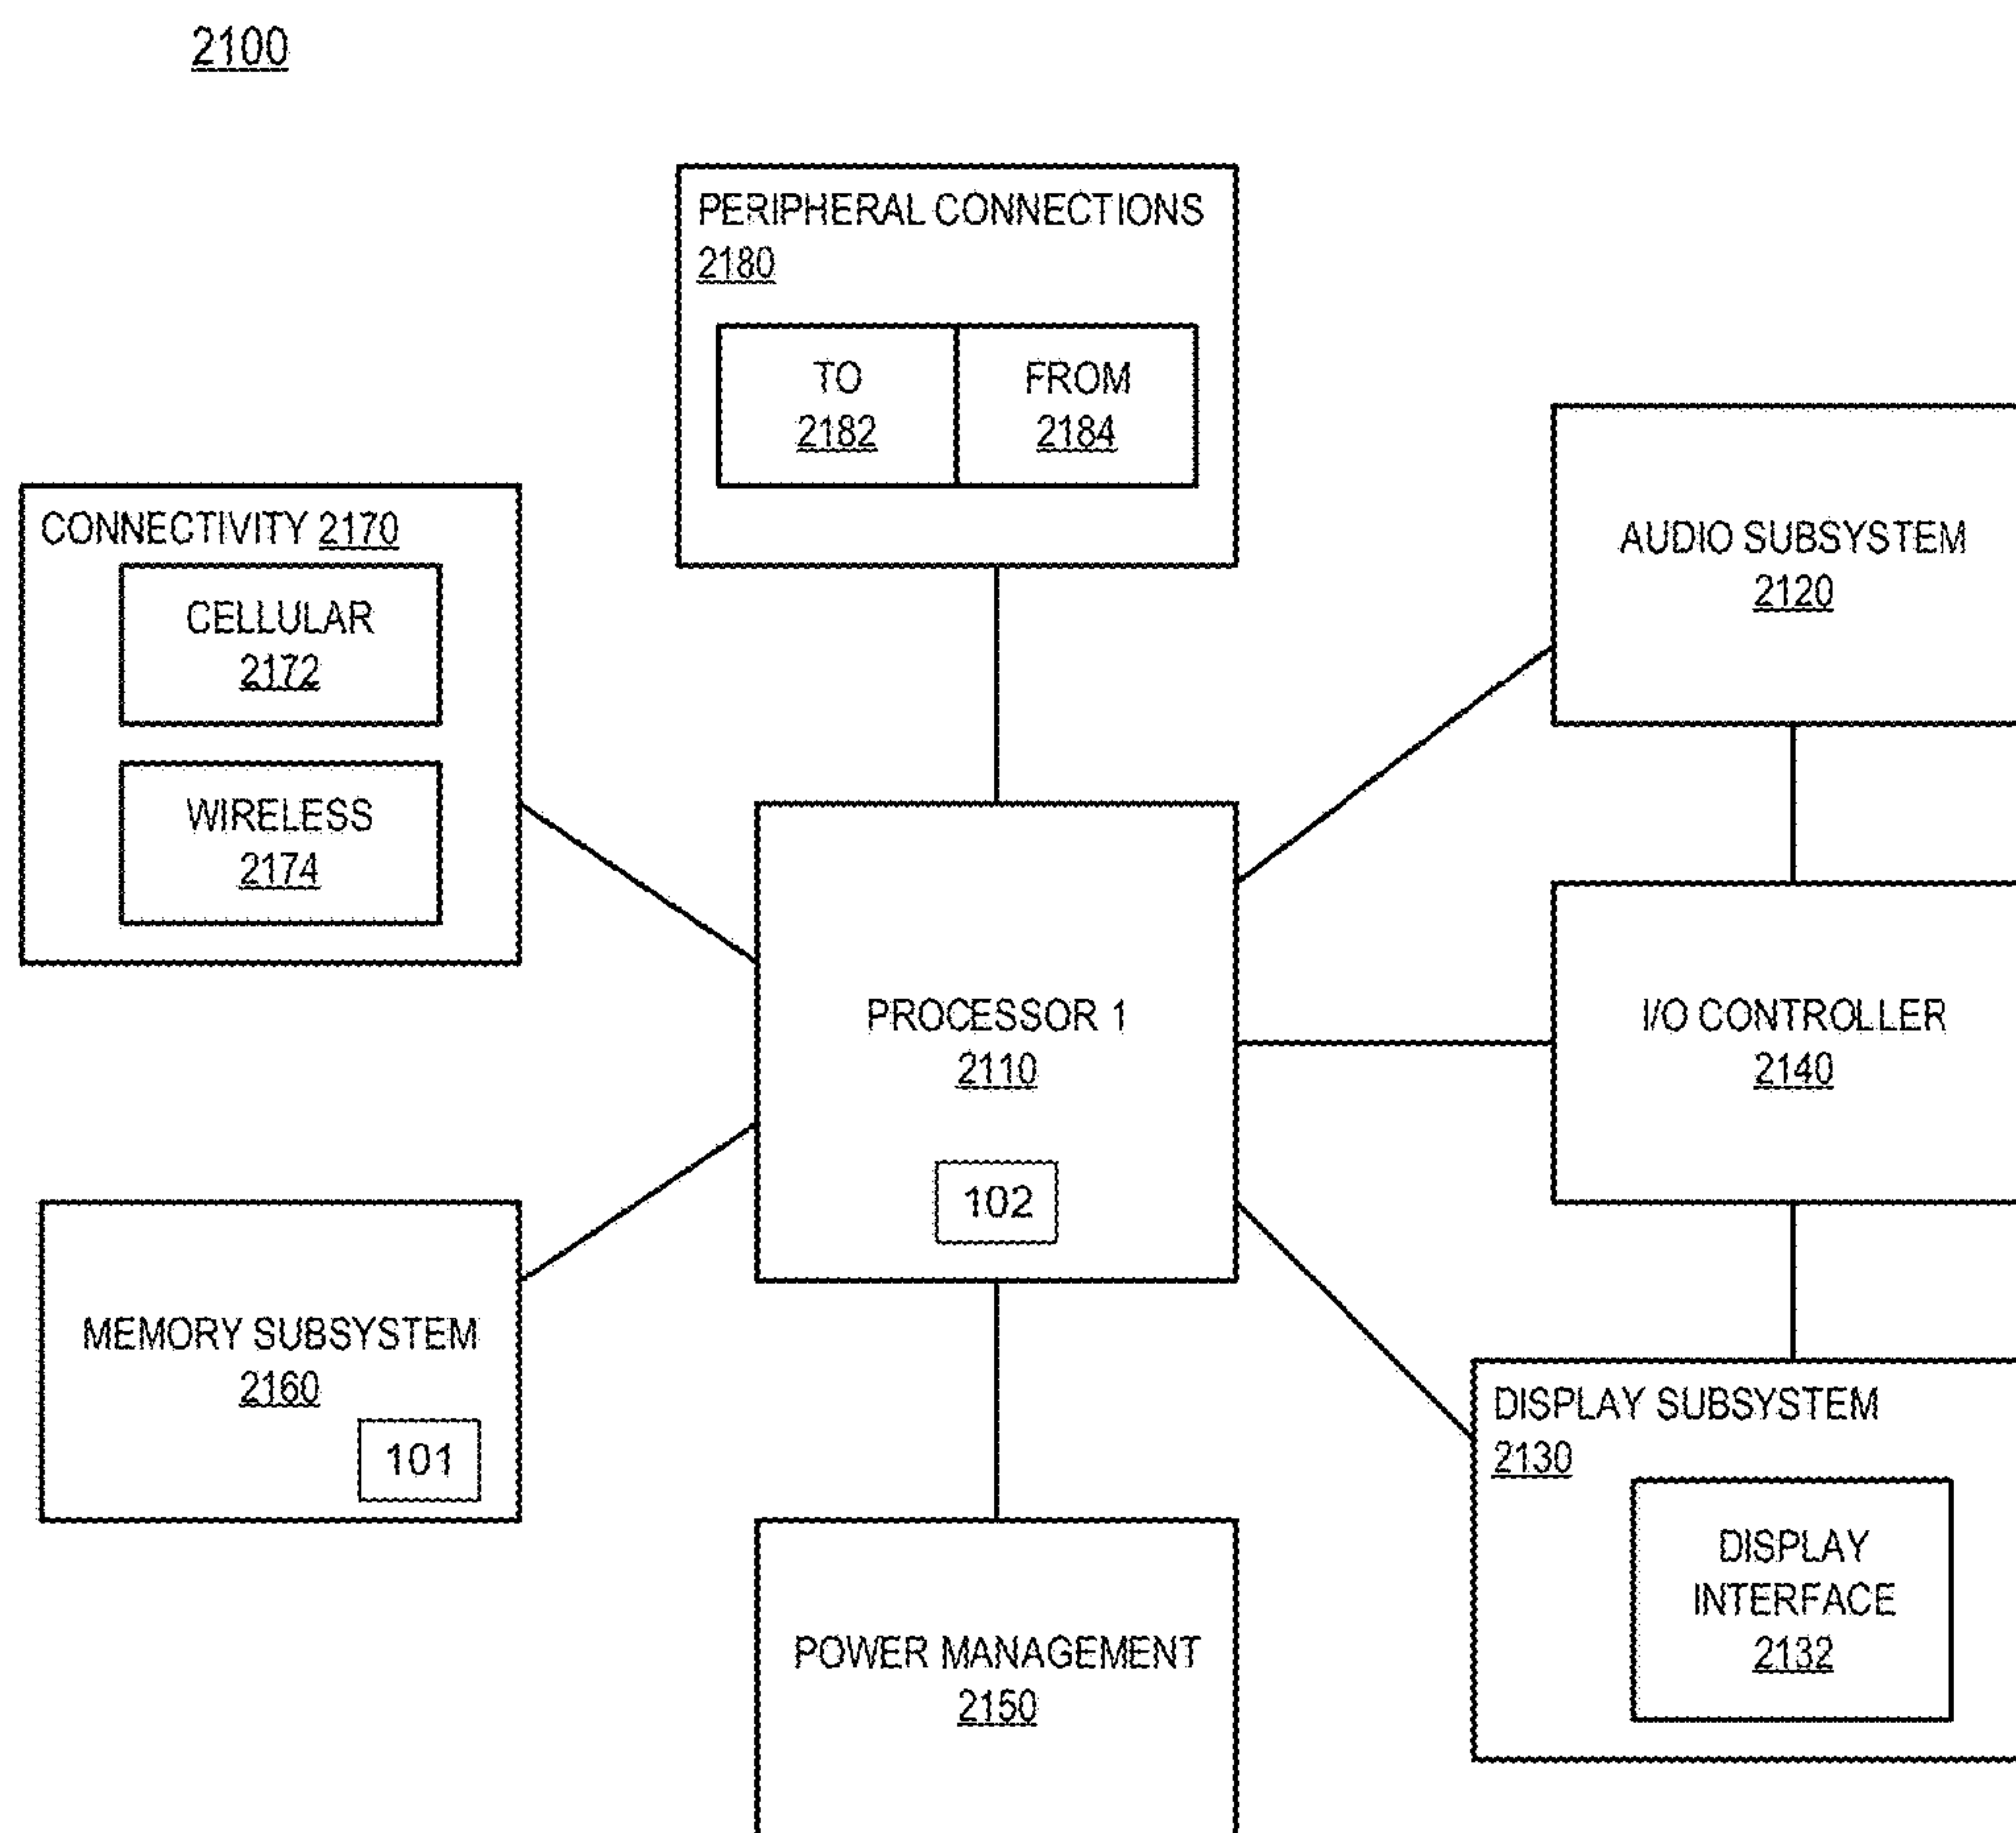 2100
PERIPHERAL CONNECTIONS
2180
TO
2182
FROM
2184
CONNECTIVITY 2170
CELLULAR
2172
WIRELESS
2174
AUDIO SUBSYSTEM
2120
PROCESSOR 1
2110
102
I/O CONTROLLER
2140
MEMORY SUBSYSTEM
2160
101
DISPLAY SUBSYSTEM
2130
DISPLAY
INTERFACE
2132
POWER MANAGEMENT
2150